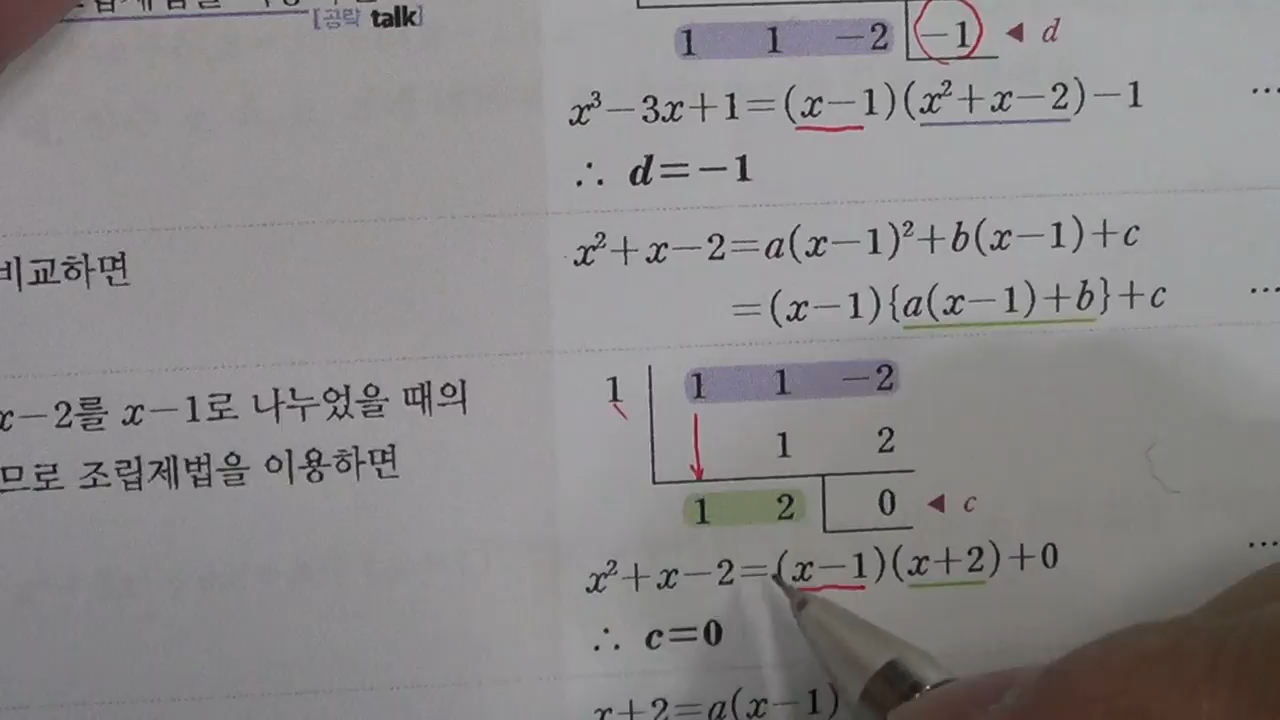 [공략 talk]
1 1 -2 -1 ◀ d
x³-3x+1=(x-1)(x²+x-2)-1 ...
∴ d=-1
비교하면
x²+x-2=a(x-1)²+b(x-1)+c
=(x-1){a(x-1)+b}+c ...
x-2를 x-1로 나누었을 때의
므로 조립제법을 이용하면
1 1 1 -2
1 2
1 2 0 ◀ c
x²+x-2=(x-1)(x+2)+0 ...
∴ c=0
x+2=a(x-1)